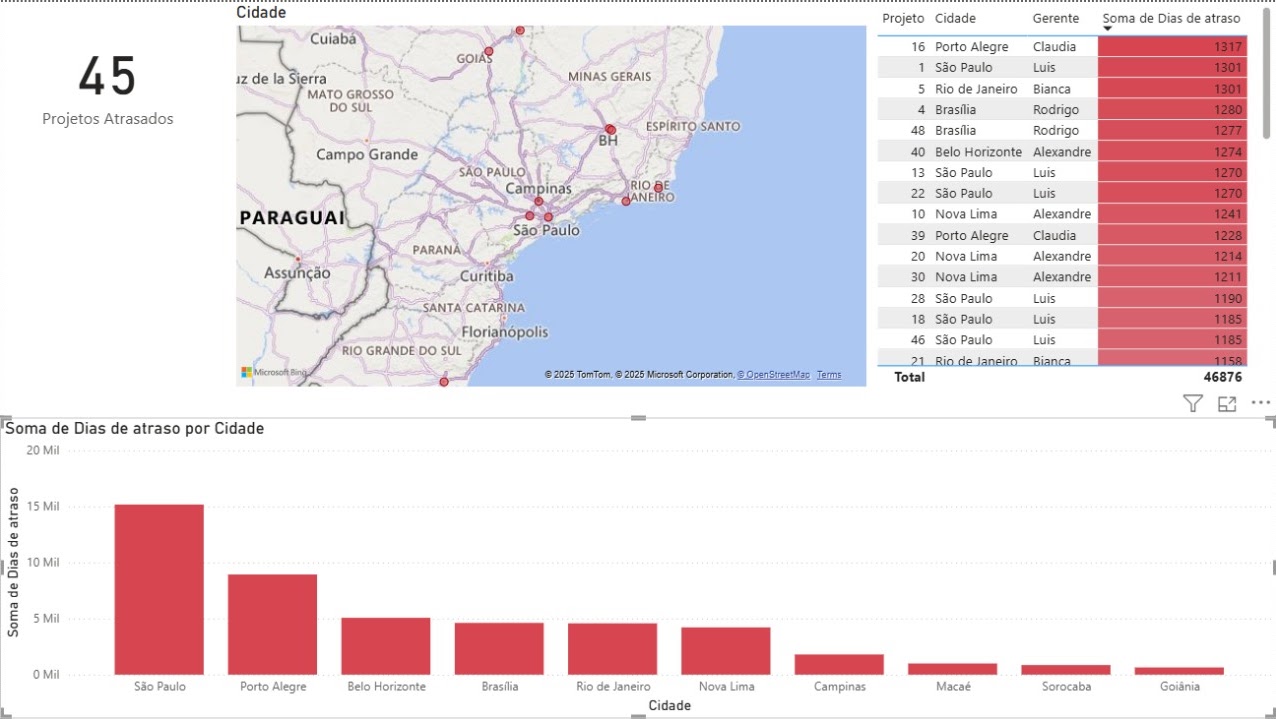 45
Projetos Atrasados
Cidade
Cuiabá
GOIÁS
uz de la Sierra
MINAS GERAIS
MATO GROSSO
DO SUL
ESPÍRITO SANTO
BH
Campo Grande
SÃO PAULO
Campinas
RIO DE
JANEIRO
PARAGUAI
São Paulo
PARANÁ
Assunção
Curitiba
SANTA CATARINA
Florianópolis
RIO GRANDE DO SUL
Microsoft Bing
© 2025 TomTom, © 2025 Microsoft Corporation, © OpenStreetMap Terms
Projeto Cidade Gerente Soma de Dias de atraso
16 Porto Alegre Claudia 1317
1 São Paulo Luis 1301
5 Rio de Janeiro Bianca 1301
4 Brasília Rodrigo 1280
48 Brasília Rodrigo 1277
40 Belo Horizonte Alexandre 1274
13 São Paulo Luis 1270
22 São Paulo Luis 1270
10 Nova Lima Alexandre 1241
39 Porto Alegre Claudia 1228
20 Nova Lima Alexandre 1214
30 Nova Lima Alexandre 1211
28 São Paulo Luis 1190
18 São Paulo Luis 1185
46 São Paulo Luis 1185
21 Rio de Janeiro Bianca 1158
Total 46876
Soma de Dias de atraso por Cidade
Soma de Dias de atraso
20 Mil
15 Mil
10 Mil
5 Mil
0 Mil
São Paulo Porto Alegre Belo Horizonte Brasília Rio de Janeiro Nova Lima Campinas Macaé Sorocaba Goiânia
Cidade